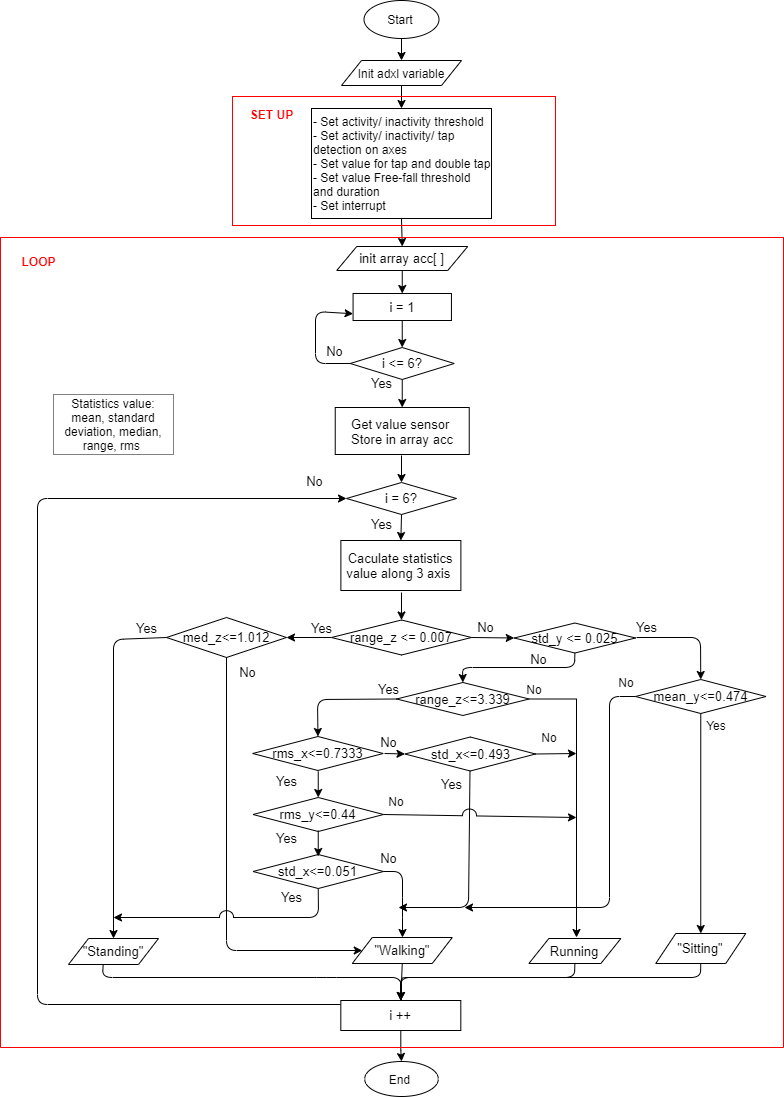 Start
Init adxl variable
SET UP
- Set activity/ inactivity threshold
- Set activity/ inactivity/ tap
detection on axes
- Set value for tap and double tap
- Set value Free-fall threshold
and duration
- Set interrupt
LOOP
init array acc[ ]
i = 1
No
i <= 6?
Yes
Statistics value:
mean, standard
deviation, median,
range, rms
Get value sensor
Store in array acc
No
i = 6?
Yes
Caculate statistics
value along 3 axis
Yes
med_z<=1.012
Yes
range_z <= 0.007
No
std_y <= 0.025
Yes
No
No
Yes
range_z<=3.339
No
No
mean_y<=0.474
Yes
rms_x<=0.7333
No
std_x<=0.493
No
Yes
Yes
rms_y<=0.44
No
Yes
std_x<=0.051
No
Yes
"Standing"
"Walking"
Running
"Sitting"
i ++
End